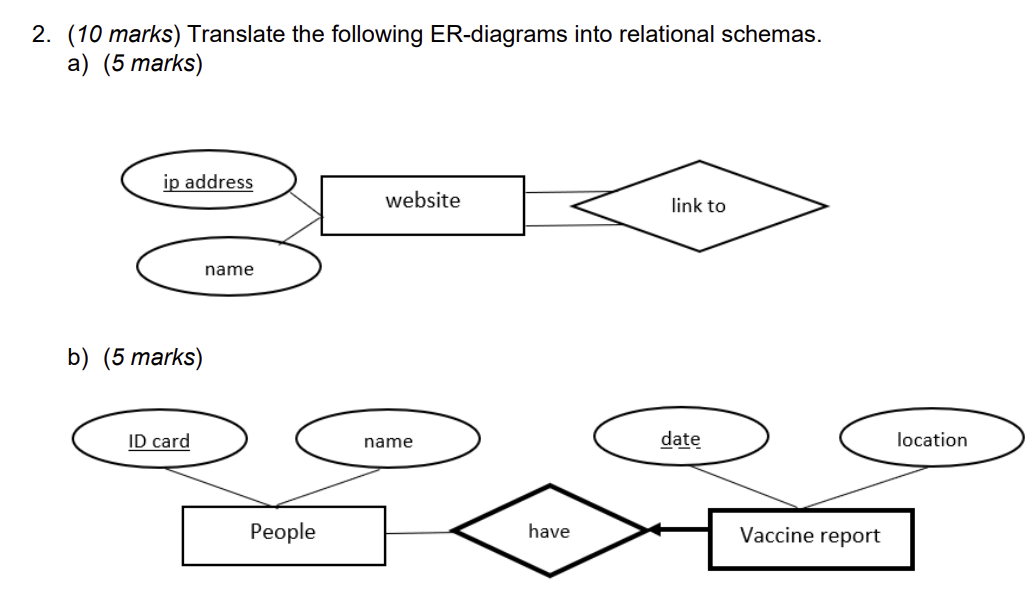 2. (10 marks) Translate the following ER-diagrams into relational schemas.
a) (5 marks)
ip address
website
link to
name
b) (5 marks)
ID card
name
date
location
People
have
Vaccine report